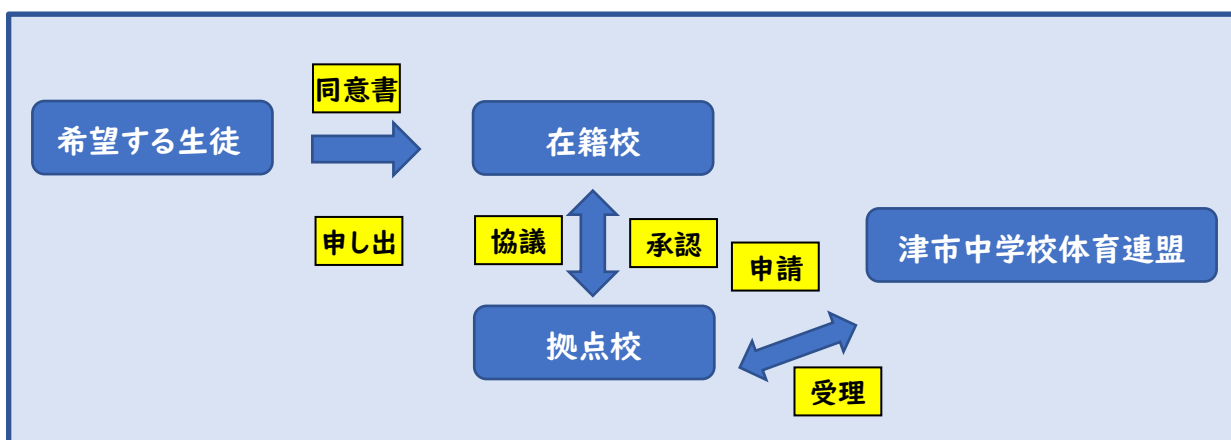 同意書
希望する生徒
在籍校
申し出
協議
承認
申請
津市中学校体育連盟
拠点校
受理